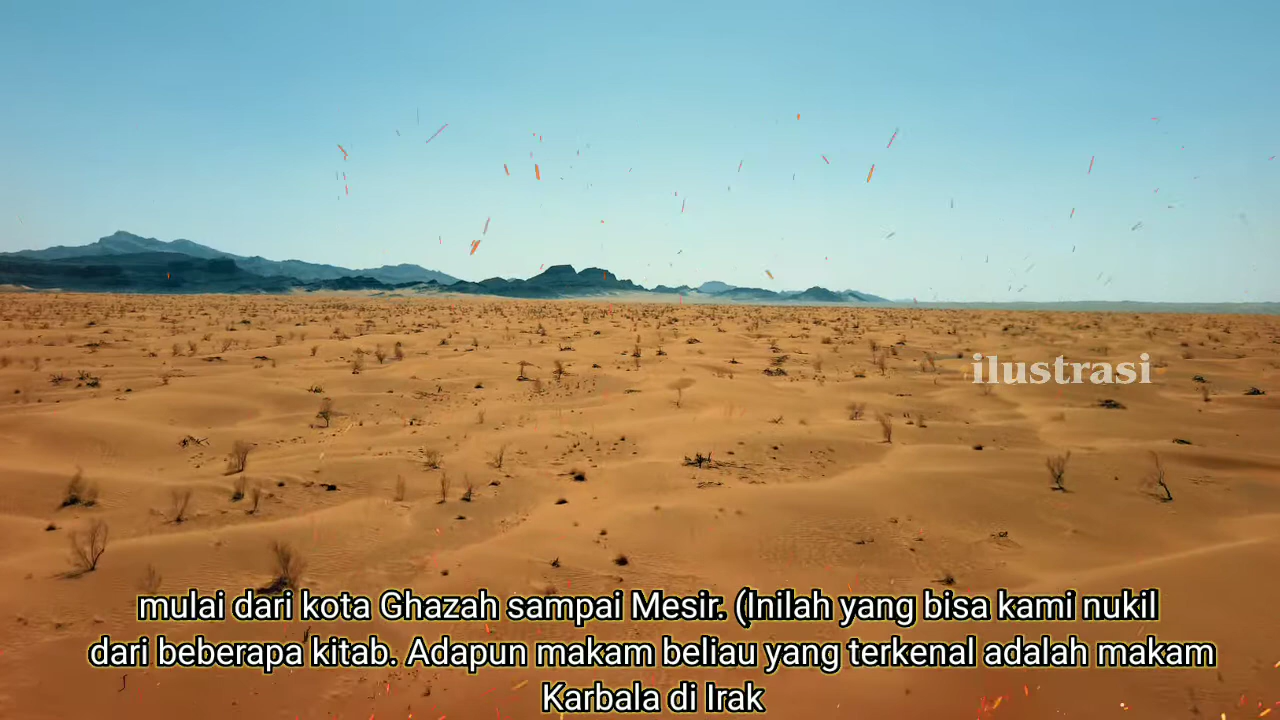 ilustrasi
mulai dari kota Ghazah sampai Mesir. (Inilah yang bisa kami nukil
dari beberapa kitab. Adapun makam beliau yang terkenal adalah makam
Karbala di Irak